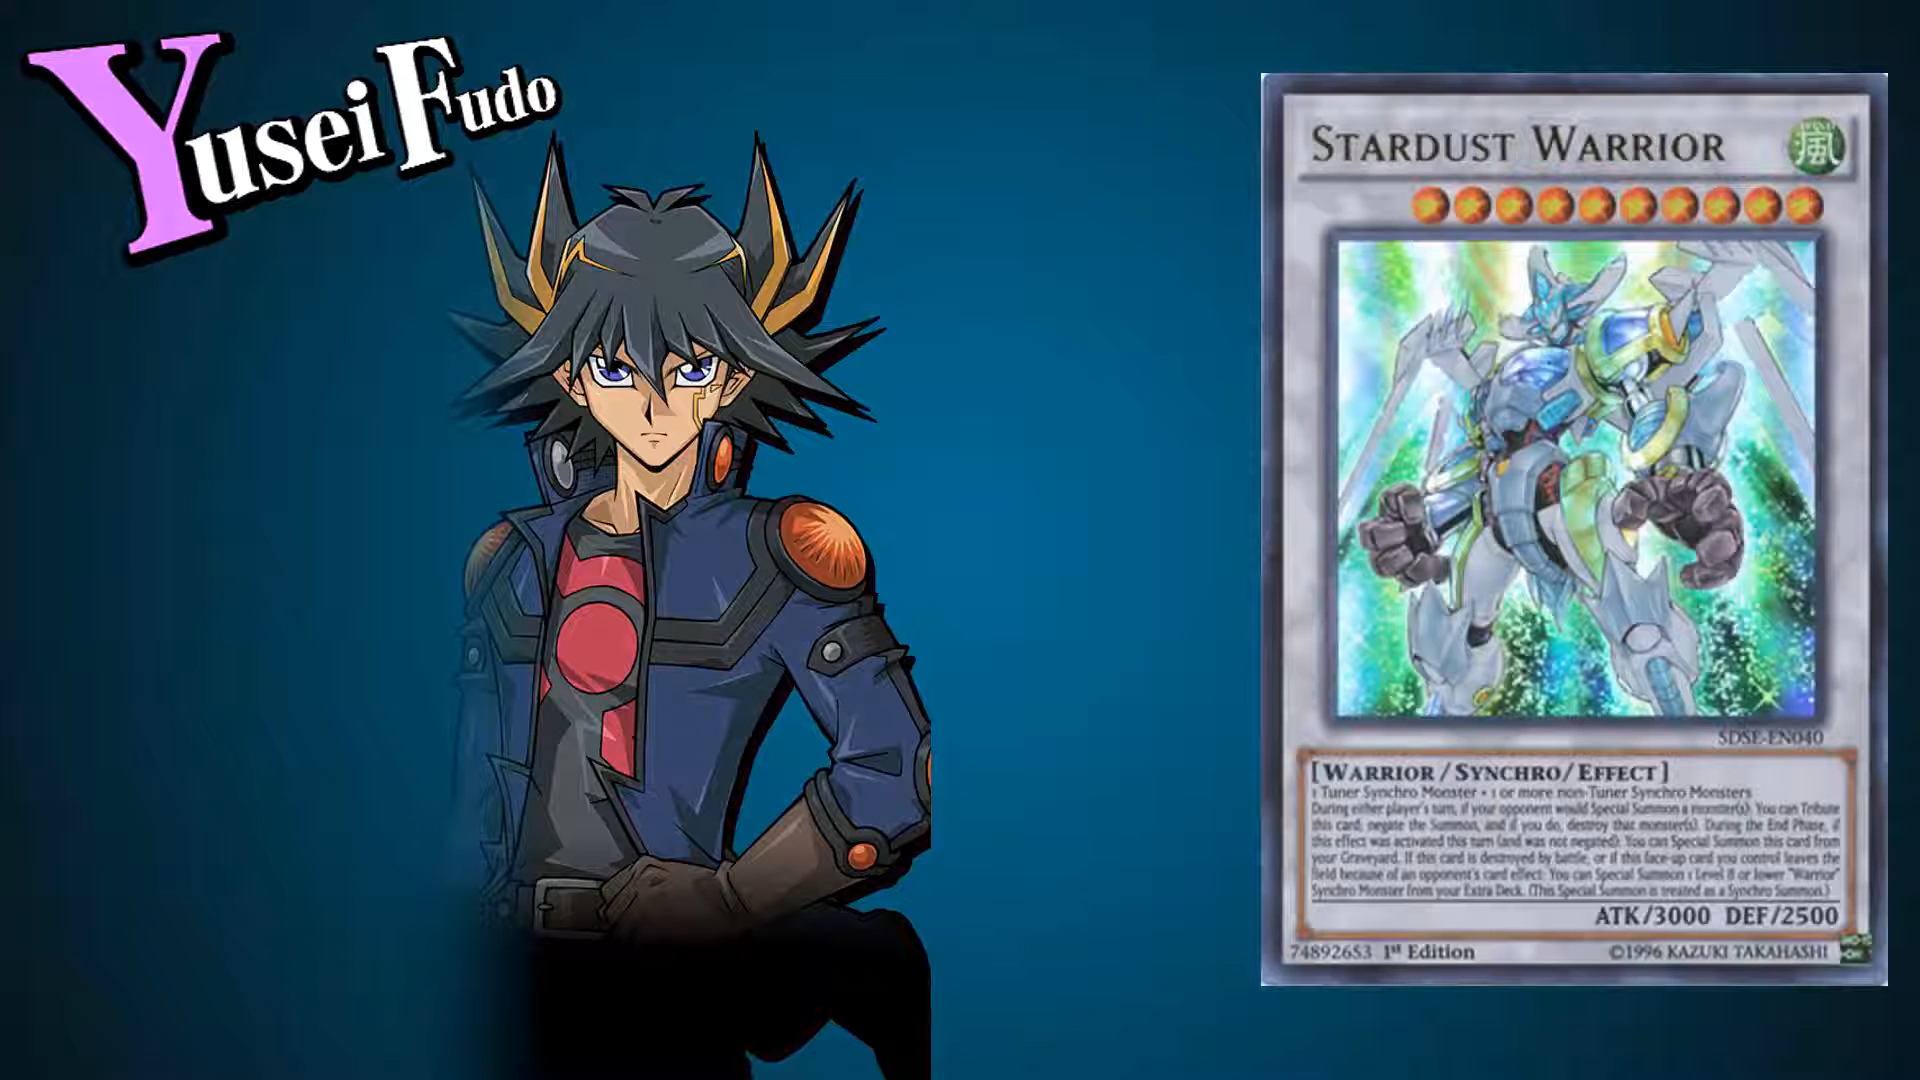 Yusei Fudo
STARDUST WARRIOR
風
SDSE-EN040
[WARRIOR/SYNCHRO/EFFECT]
1 Tuner Synchro Monster + 1 or more non-Tuner Synchro Monsters
During either player's turn, if your opponent would Special Summon a monster(s): You can Tribute
this card; negate the Summon, and if you do, destroy that monster(s). During the End Phase, if
this effect was activated this turn (and was not negated): You can Special Summon this card from
your Graveyard. If this card is destroyed by battle, or if this face-up card you control leaves the
field because of an opponent's card effect: You can Special Summon 1 Level 8 or lower "Warrior"
Synchro Monster from your Extra Deck. (This Special Summon is treated as a Synchro Summon.)
ATK/3000 DEF/2500
74892653 1st Edition ©1996 KAZUKI TAKAHASHI